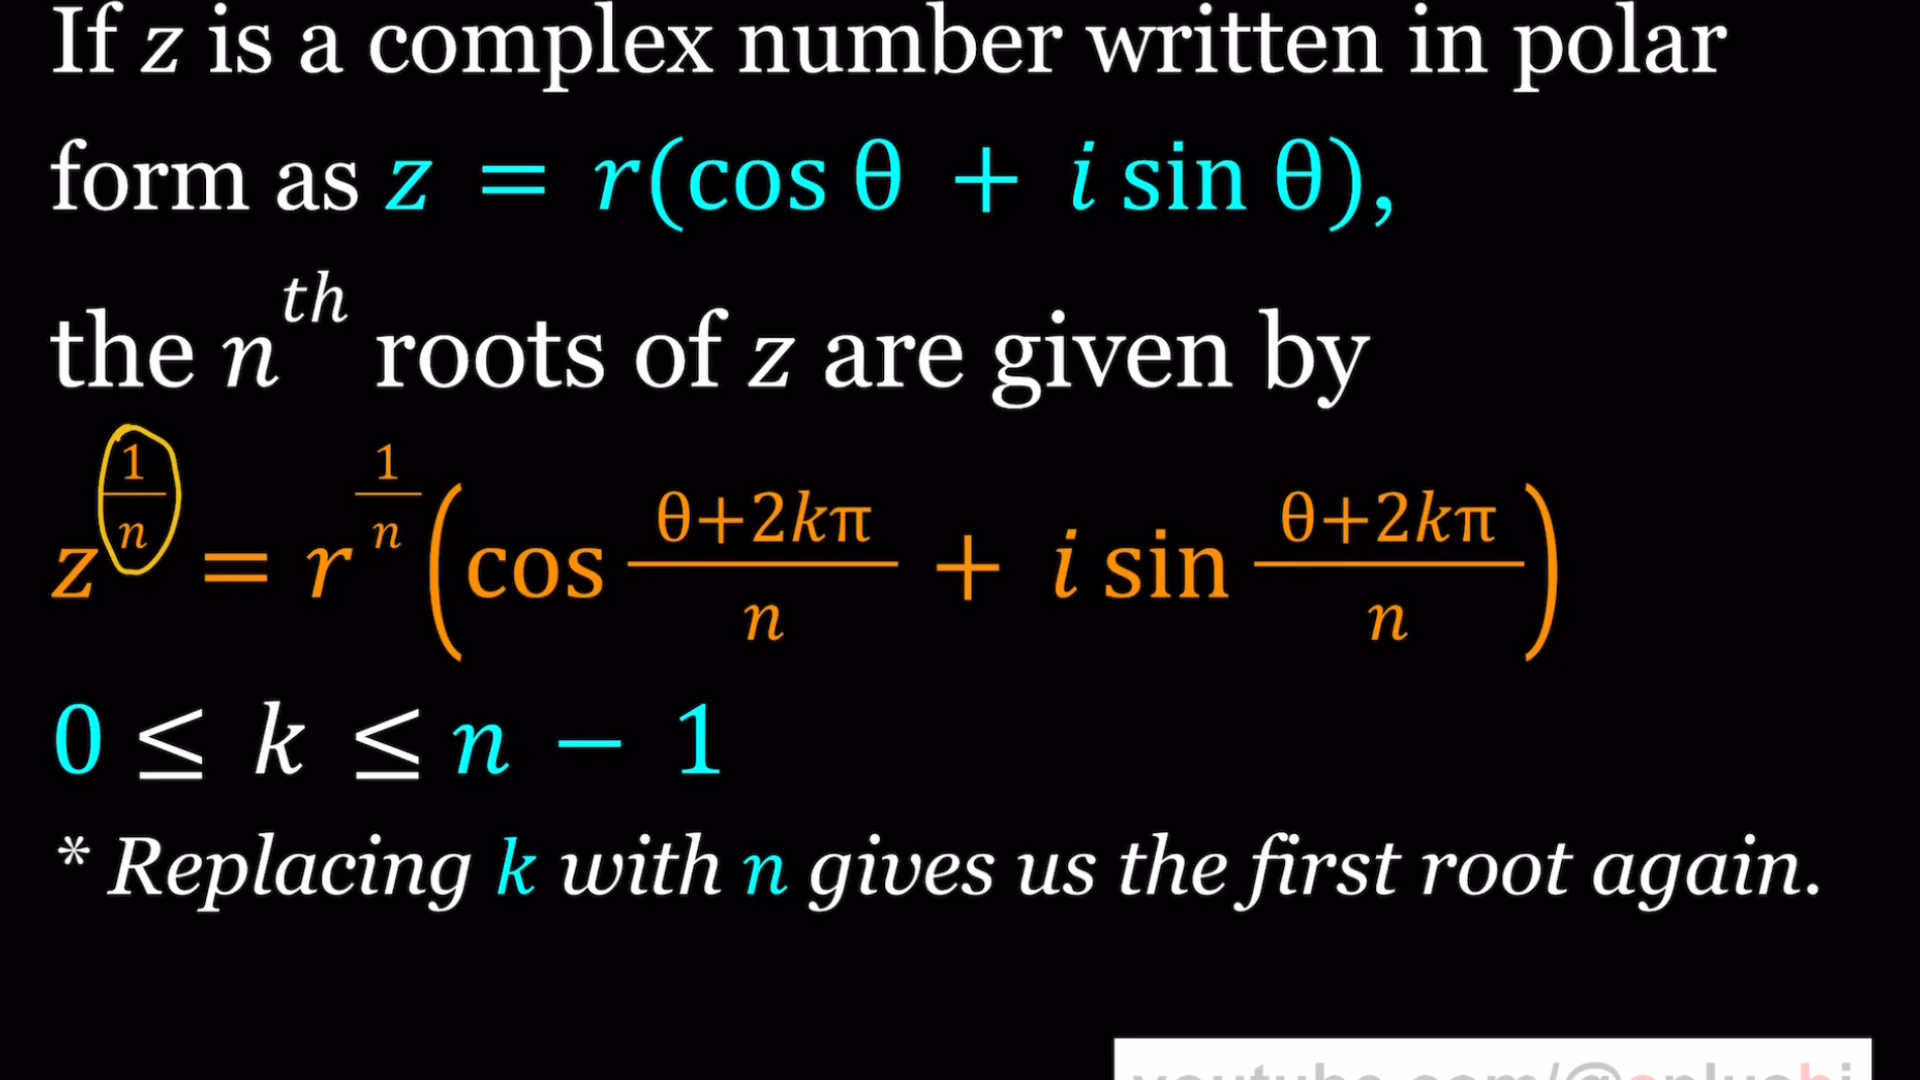 If z is a complex number written in polar
form as z = r(cos θ + i sin θ),
the n^th roots of z are given by
z^(1/n) = r^(1/n) (cos (θ+2kπ)/n + i sin (θ+2kπ)/n)
0 ≤ k ≤ n − 1
* Replacing k with n gives us the first root again.